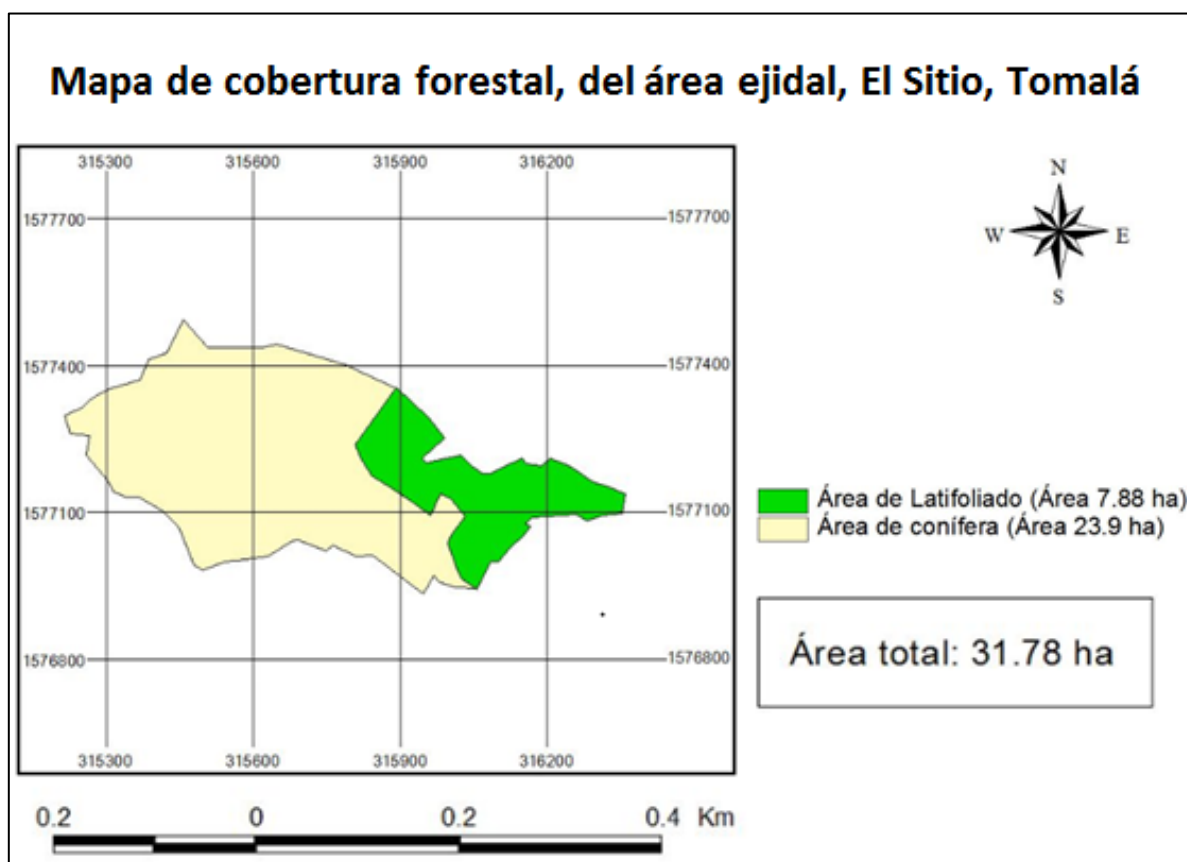 Mapa de cobertura forestal, del área ejidal, El Sitio, Tomalá
315300 315600 315900 316200
1577700 1577700
1577400 1577400
1577100 1577100
1576800 1576800
315300 315600 315900 316200
N
W E
S
Área de Latifoliado (Área 7.88 ha)
Área de conífera (Área 23.9 ha)
Área total: 31.78 ha
0.2 0 0.2 0.4 Km